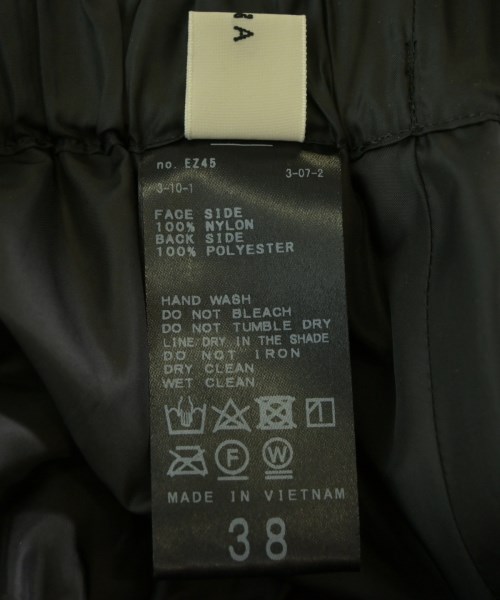 no. EZ45 3-07-2
3-10-1
FACE SIDE
100% NYLON
BACK SIDE
100% POLYESTER
HAND WASH
DO NOT BLEACH
DO NOT TUMBLE DRY
LINE DRY IN THE SHADE
DO NOT IRON
DRY CLEAN
WET CLEAN
F W
MADE IN VIETNAM
38